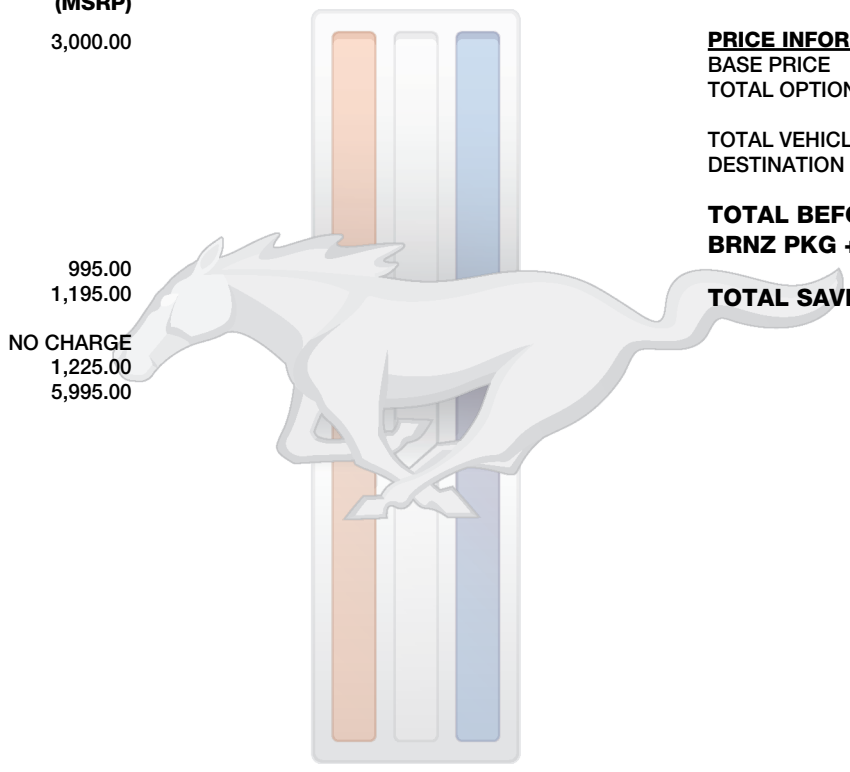 (MSRP)
3,000.00
995.00
1,195.00
NO CHARGE
1,225.00
5,995.00
PRICE INFOR
BASE PRICE
TOTAL OPTION
TOTAL VEHICL
DESTINATION
TOTAL BEFO
BRNZ PKG +
TOTAL SAVI